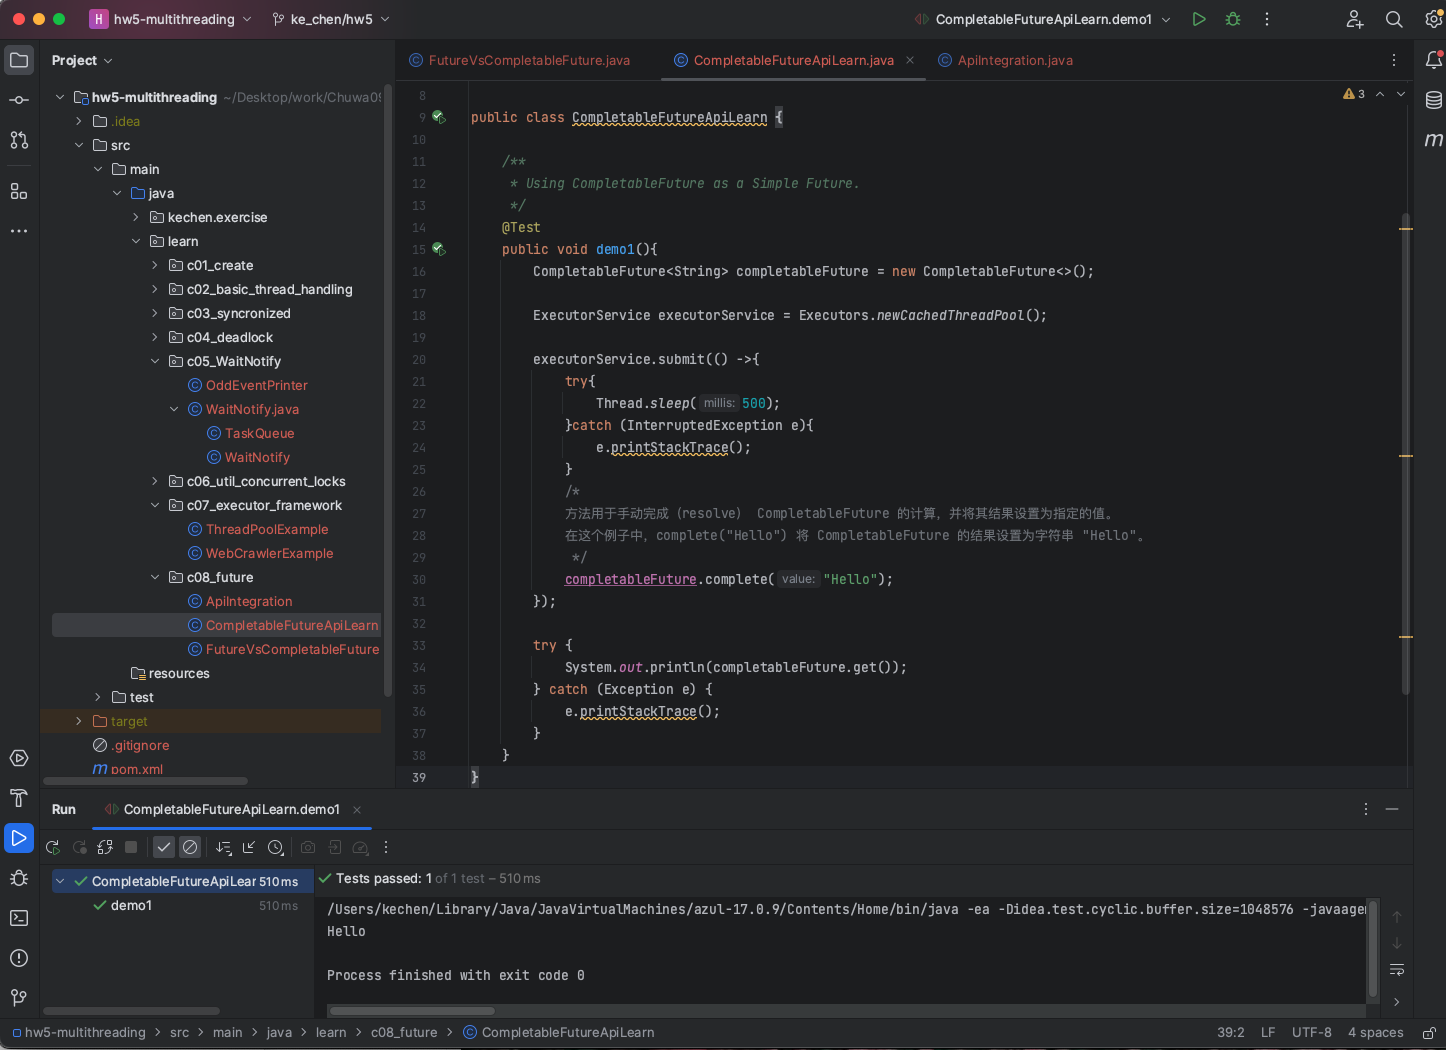 H hw5-multithreading ke_chen/hw5 CompletableFutureApiLearn.demo1
Project
FutureVsCompletableFuture.java CompletableFutureApiLearn.java ApiIntegration.java
hw5-multithreading ~/Desktop/work/Chuwa09
.idea
src
main
java
kechen.exercise
learn
c01_create
c02_basic_thread_handling
c03_syncronized
c04_deadlock
c05_WaitNotify
OddEventPrinter
WaitNotify.java
TaskQueue
WaitNotify
c06_util_concurrent_locks
c07_executor_framework
ThreadPoolExample
WebCrawlerExample
c08_future
ApiIntegration
CompletableFutureApiLearn
FutureVsCompletableFuture
resources
test
target
.gitignore
m pom.xml
3
m
8
9 public class CompletableFutureApiLearn {
10
11 /**
12 * Using CompletableFuture as a Simple Future.
13 */
14 @Test
15 public void demo1(){
16 CompletableFuture<String> completableFuture = new CompletableFuture<>();
17
18 ExecutorService executorService = Executors.newCachedThreadPool();
19
20 executorService.submit(() ->{
21 try{
22 Thread.sleep( millis: 500);
23 }catch (InterruptedException e){
24 e.printStackTrace();
25 }
26 /*
27 方法用于手动完成（resolve） CompletableFuture 的计算，并将其结果设置为指定的值。
28 在这个例子中，complete("Hello") 将 CompletableFuture 的结果设置为字符串 "Hello"。
29 */
30 completableFuture.complete( value: "Hello");
31 });
32
33 try {
34 System.out.println(completableFuture.get());
35 } catch (Exception e) {
36 e.printStackTrace();
37 }
38 }
39 }
Run CompletableFutureApiLearn.demo1
CompletableFutureApiLear 510 ms
demo1 510 ms
Tests passed: 1 of 1 test – 510 ms
/Users/kechen/Library/Java/JavaVirtualMachines/azul-17.0.9/Contents/Home/bin/java -ea -Didea.test.cyclic.buffer.size=1048576 -javaagen
Hello
Process finished with exit code 0
hw5-multithreading > src > main > java > learn > c08_future > CompletableFutureApiLearn 39:2 LF UTF-8 4 spaces